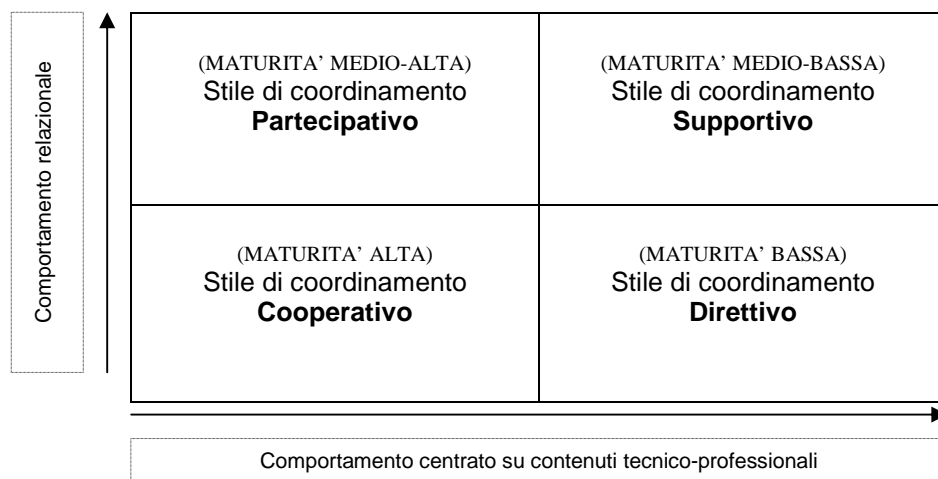 Comportamento relazionale
(MATURITA’ MEDIO-ALTA)
Stile di coordinamento
Partecipativo
(MATURITA’ MEDIO-BASSA)
Stile di coordinamento
Supportivo
(MATURITA’ ALTA)
Stile di coordinamento
Cooperativo
(MATURITA’ BASSA)
Stile di coordinamento
Direttivo
Comportamento centrato su contenuti tecnico-professionali